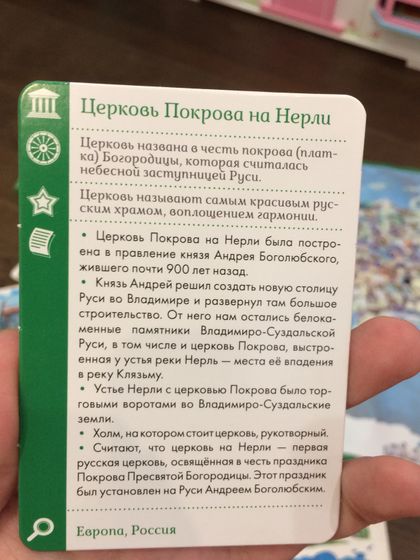 Церковь Покрова на Нерли
Церковь названа в честь покрова (плат-
ка) Богородицы, которая считалась
небесной заступницей Руси.
Церковь называют самым красивым рус-
ским храмом, воплощением гармонии.
• Церковь Покрова на Нерли была постро-
ена в правление князя Андрея Боголюбского,
жившего почти 900 лет назад.
• Князь Андрей решил создать новую столицу
Руси во Владимире и развернул там большое
строительство. От него нам остались белока-
менные памятники Владимиро-Суздальской
Руси, в том числе и церковь Покрова, выстро-
енная у устья реки Нерль — места её впадения
в реку Клязьму.
• Устье Нерли с церковью Покрова было тор-
говыми воротами во Владимиро-Суздальские
земли.
• Холм, на котором стоит церковь, рукотворный.
• Считают, что церковь на Нерли — первая
русская церковь, освящённая в честь праздника
Покрова Пресвятой Богородицы. Этот праздник
был установлен на Руси Андреем Боголюбским.
Европа, Россия